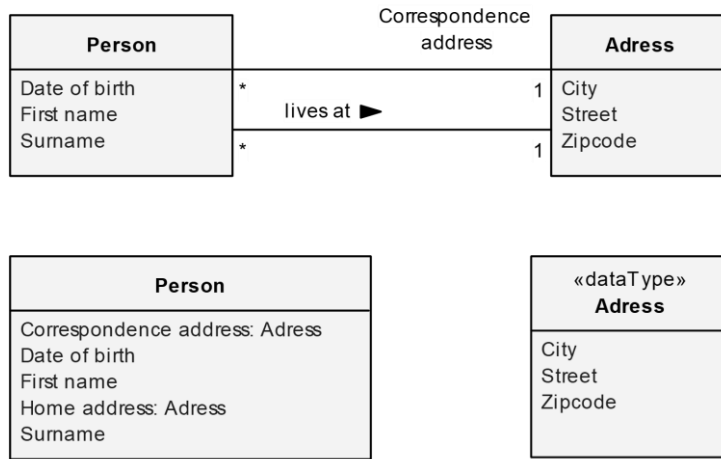 Correspondence
address
Person
Adress
Date of birth
First name
Surname
*
1
lives at ►
*
1
City
Street
Zipcode
Person
Correspondence address: Adress
Date of birth
First name
Home address: Adress
Surname
«dataType»
Adress
City
Street
Zipcode